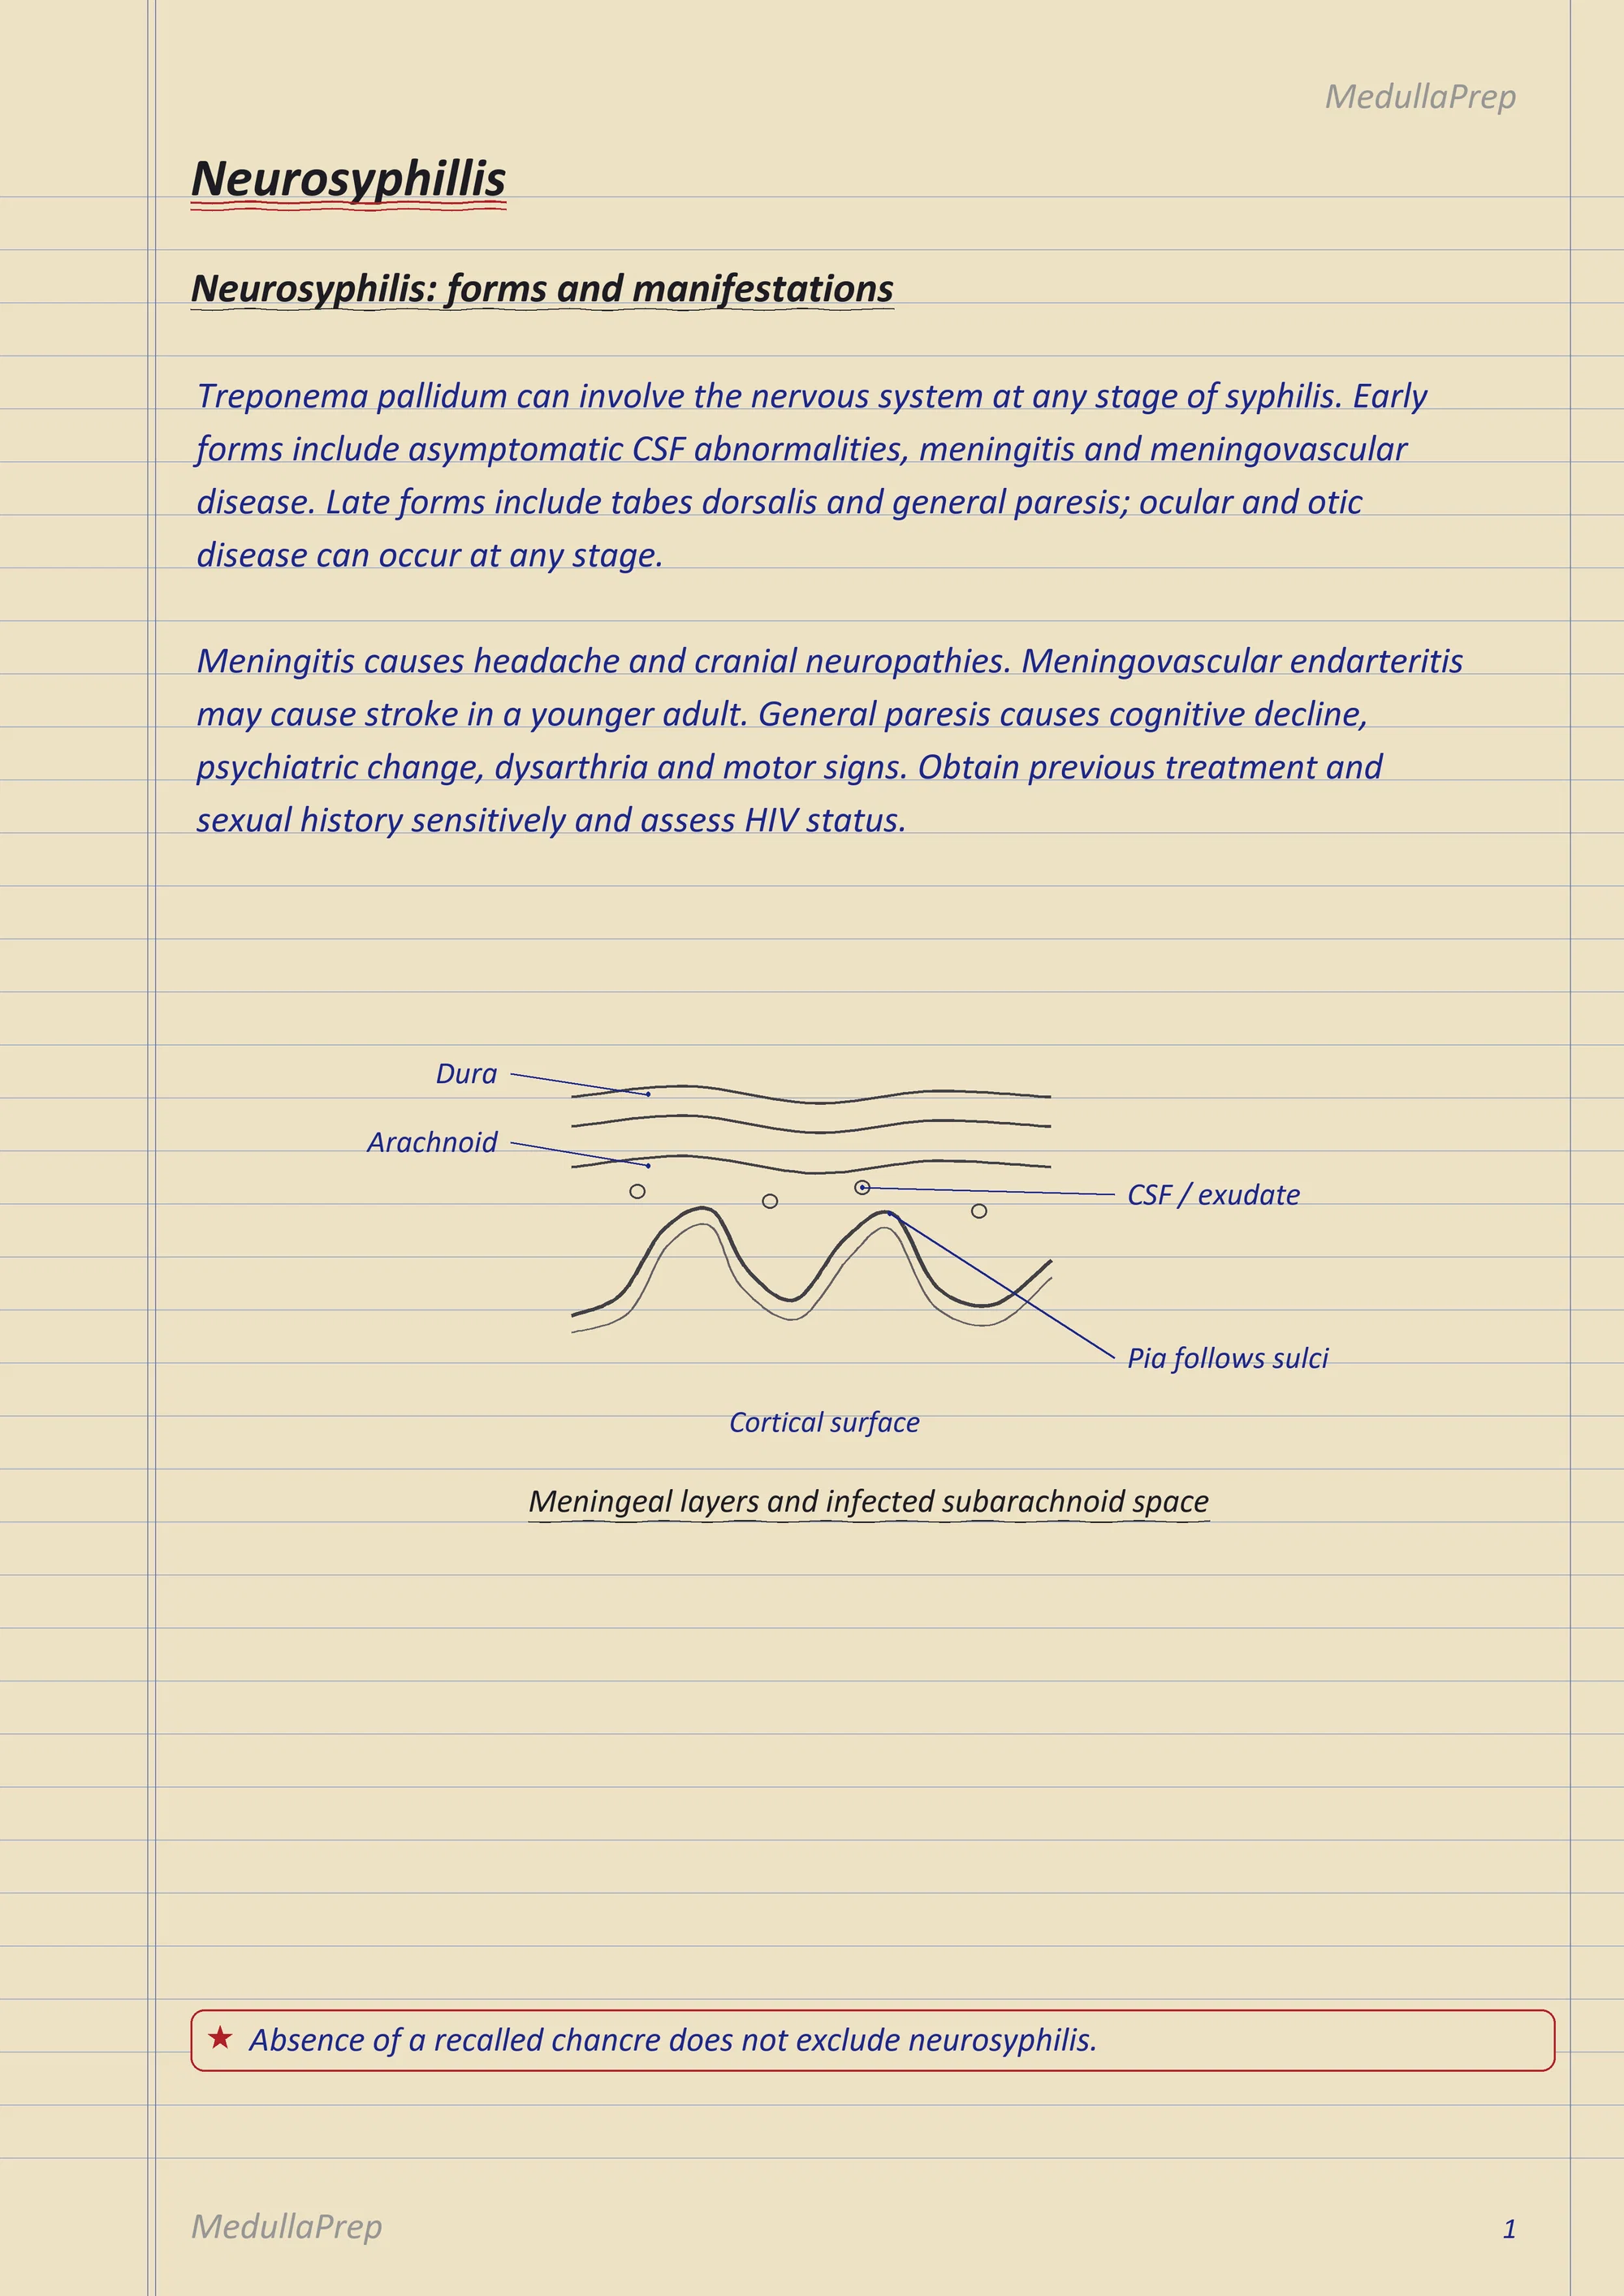 MedullaPrep
Neurosyphillis
Neurosyphilis: forms and manifestations
Treponema pallidum can involve the nervous system at any stage of syphilis. Early
forms include asymptomatic CSF abnormalities, meningitis and meningovascular
disease. Late forms include tabes dorsalis and general paresis; ocular and otic
disease can occur at any stage.
Meningitis causes headache and cranial neuropathies. Meningovascular endarteritis
may cause stroke in a younger adult. General paresis causes cognitive decline,
psychiatric change, dysarthria and motor signs. Obtain previous treatment and
sexual history sensitively and assess HIV status.
Dura
Arachnoid
CSF / exudate
Pia follows sulci
Cortical surface
Meningeal layers and infected subarachnoid space
★ Absence of a recalled chancre does not exclude neurosyphilis.
MedullaPrep
1